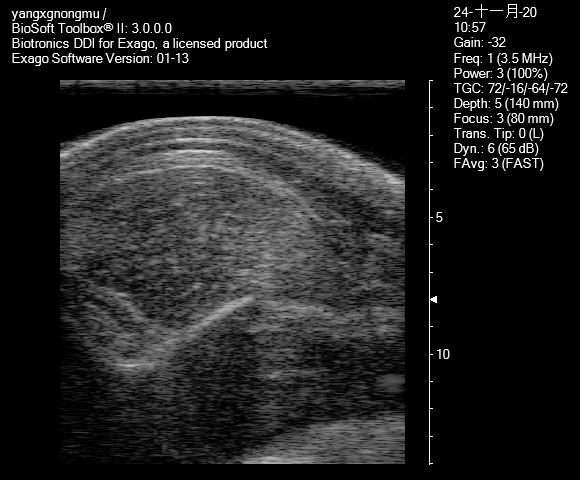 yangxgnongmu /
BioSoft Toolbox® II: 3.0.0.0
Biotronics DDI for Exago, a licensed product
Exago Software Version: 01-13
24-十一月-20
10:57
Gain: -32
Freq: 1 (3.5 MHz)
Power: 3 (100%)
TGC: 72/-16/-64/-72
Depth: 5 (140 mm)
Focus: 3 (80 mm)
Trans. Tip: 0 (L)
Dyn.: 6 (65 dB)
FAvg: 3 (FAST)
5
10